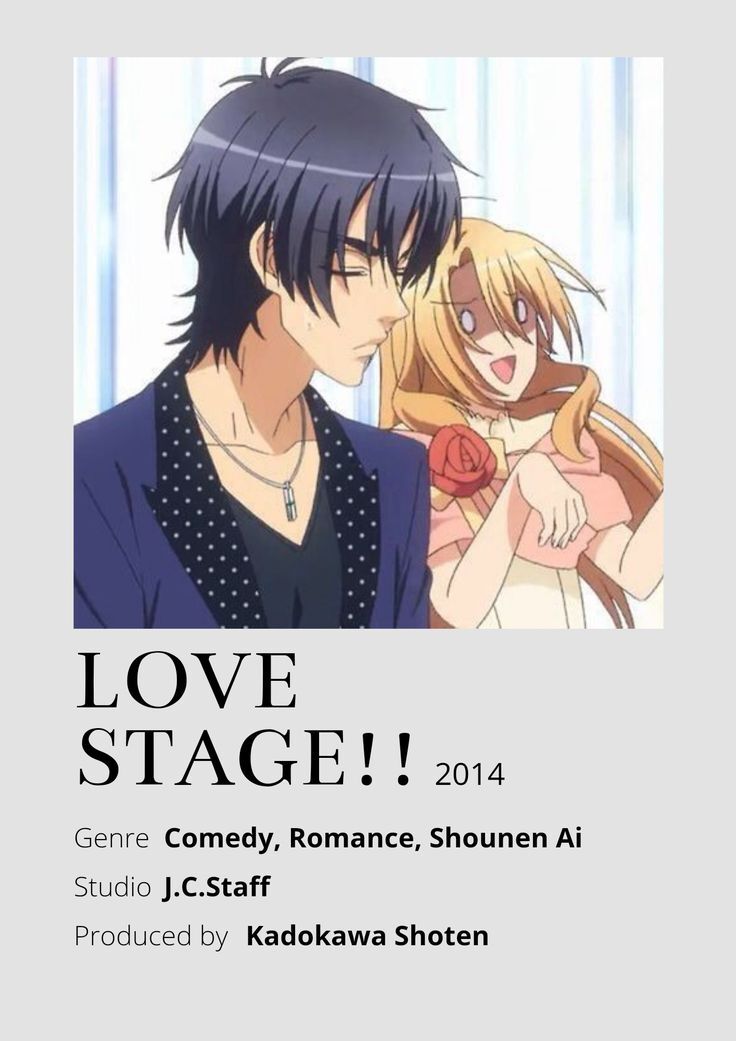 LOVE
STAGE!! 2014
Genre Comedy, Romance, Shounen Ai
Studio J.C.Staff
Produced by Kadokawa Shoten